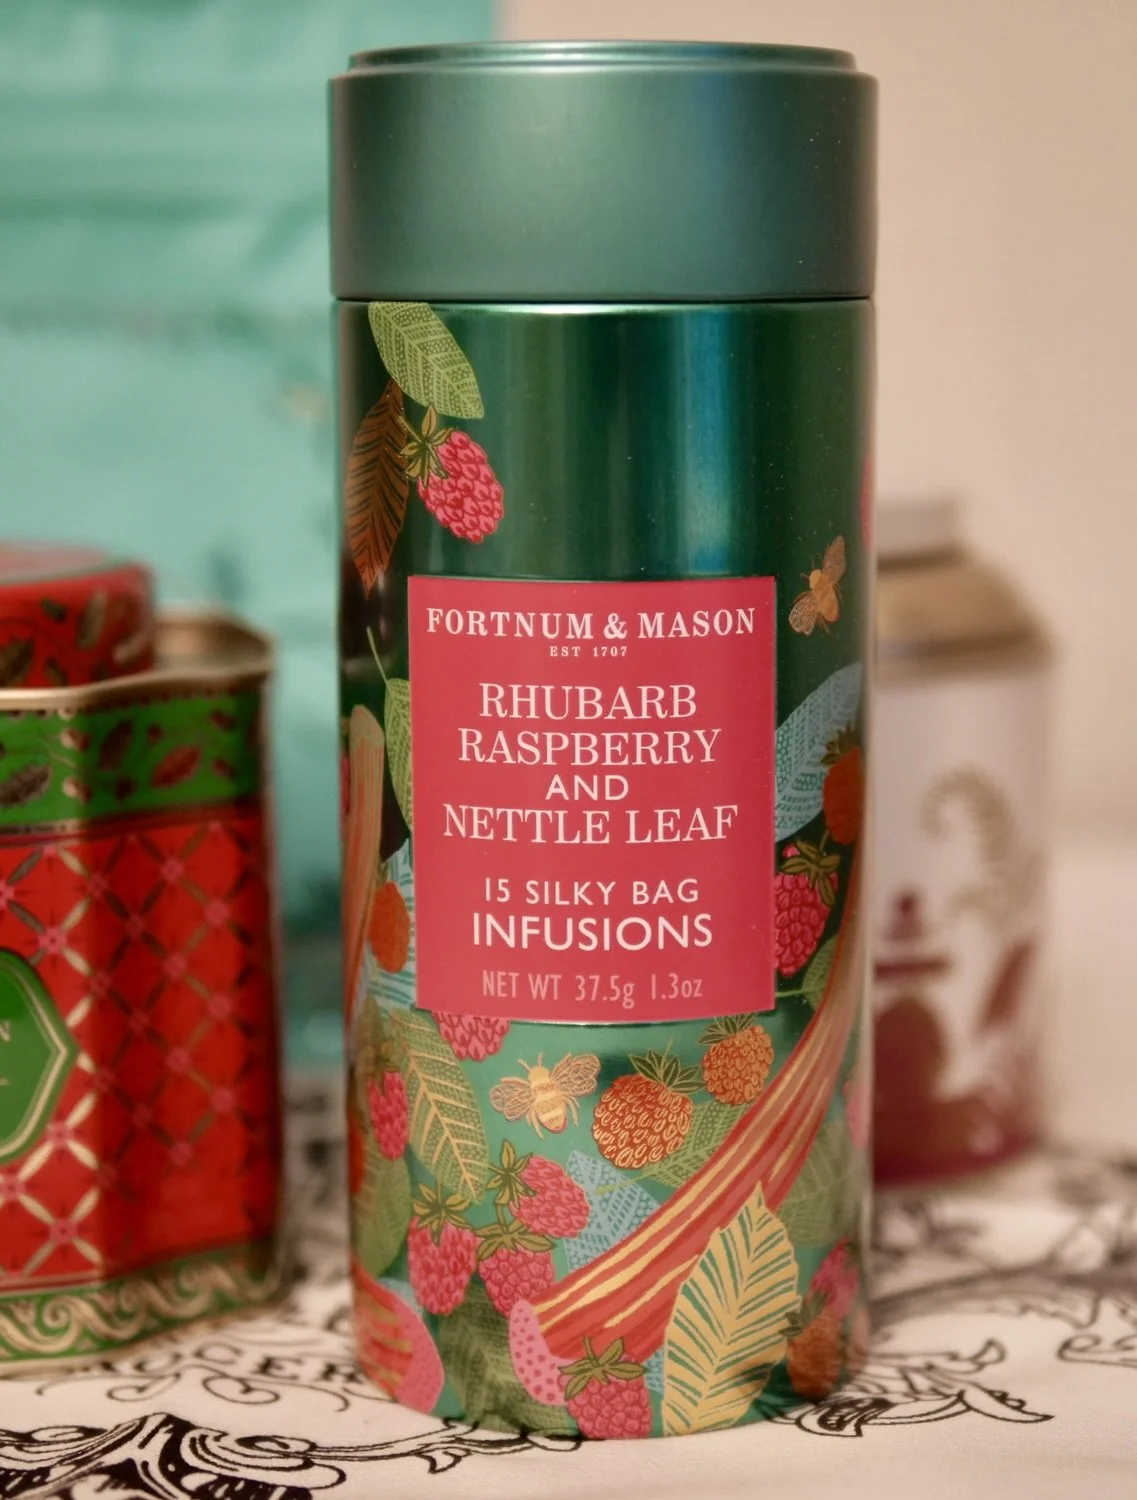 FORTNUM & MASON
EST 1707
RHUBARB
RASPBERRY
AND
NETTLE LEAF
15 SILKY BAG
INFUSIONS
NET WT 37.5g 1.3oz